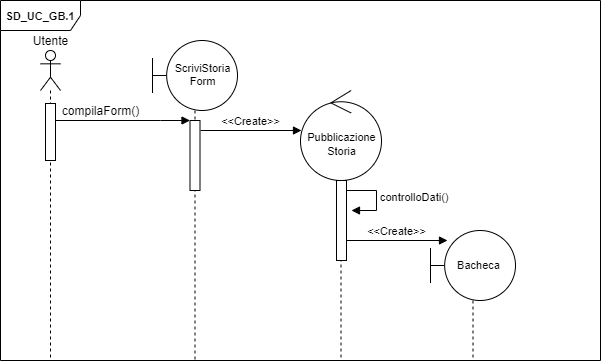 SD_UC_GB.1
Utente
ScriviStoria
Form
compilaForm()
<<Create>>
Pubblicazione
Storia
controlloDati()
<<Create>>
Bacheca